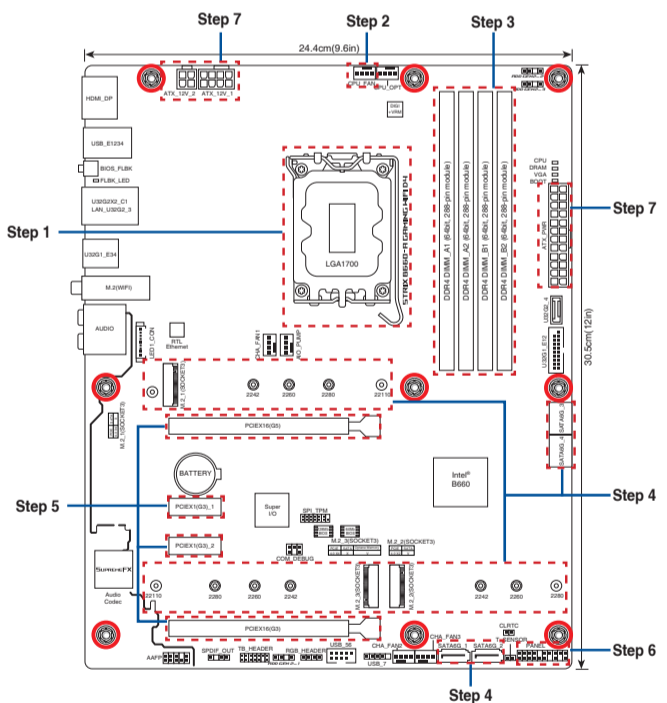 Step 7
Step 2
Step 3
24.4cm(9.6in)
ATX_12V_2
ATX_12V_1
CPU_FAN
CPU_OPT
DIGI
+VRM
HDMI_DP
USB_E1234
BIOS_FLBK
FLBK_LED
U32G2X2_C1
LAN_U32G2_3
Step 1
U32G1_E34
M.2(WIFI)
AUDIO
LGA1700
STRIX B660-A GAMING WIFI D4
DDR4 DIMM_A1 (64bit, 288-pin module)
DDR4 DIMM_A2 (64bit, 288-pin module)
DDR4 DIMM_B1 (64bit, 288-pin module)
DDR4 DIMM_B2 (64bit, 288-pin module)
CPU
DRAM
VGA
BOOT
ATX_PWR
Step 7
U32G2_4
U32G1_E12
30.5cm(12in)
LED1_CON
RTL
Ethernet
CHA_FAN1
AIO_PUMP
M.2_1(SOCKET3)
2242
2260
2280
22110
M.2_1(SOCKET3)
PCIEX16(G5)
SATA6G_3
SATA6G_4
BATTERY
Intel®
B660
Step 5
PCIEX1(G3)_1
Super
I/O
SPI_TPM
Step 4
PCIEX1(G3)_2
COM_DEBUG
M.2_3(SOCKET3)
M.2_2(SOCKET3)
SUPREMEFX
Audio
Codec
22110
2280
2260
2242
M.2_3(SOCKET3)
M.2_2(SOCKET3)
2242
2260
2280
PCIEX16(G3)
CLRTC
T_SENSOR
AAFP
SPDIF_OUT
TB_HEADER
RGB_HEADER
USB_56
USB_7
CHA_FAN2
CHA_FAN3
SATA6G_1
SATA6G_2
PANEL
Step 6
Step 4